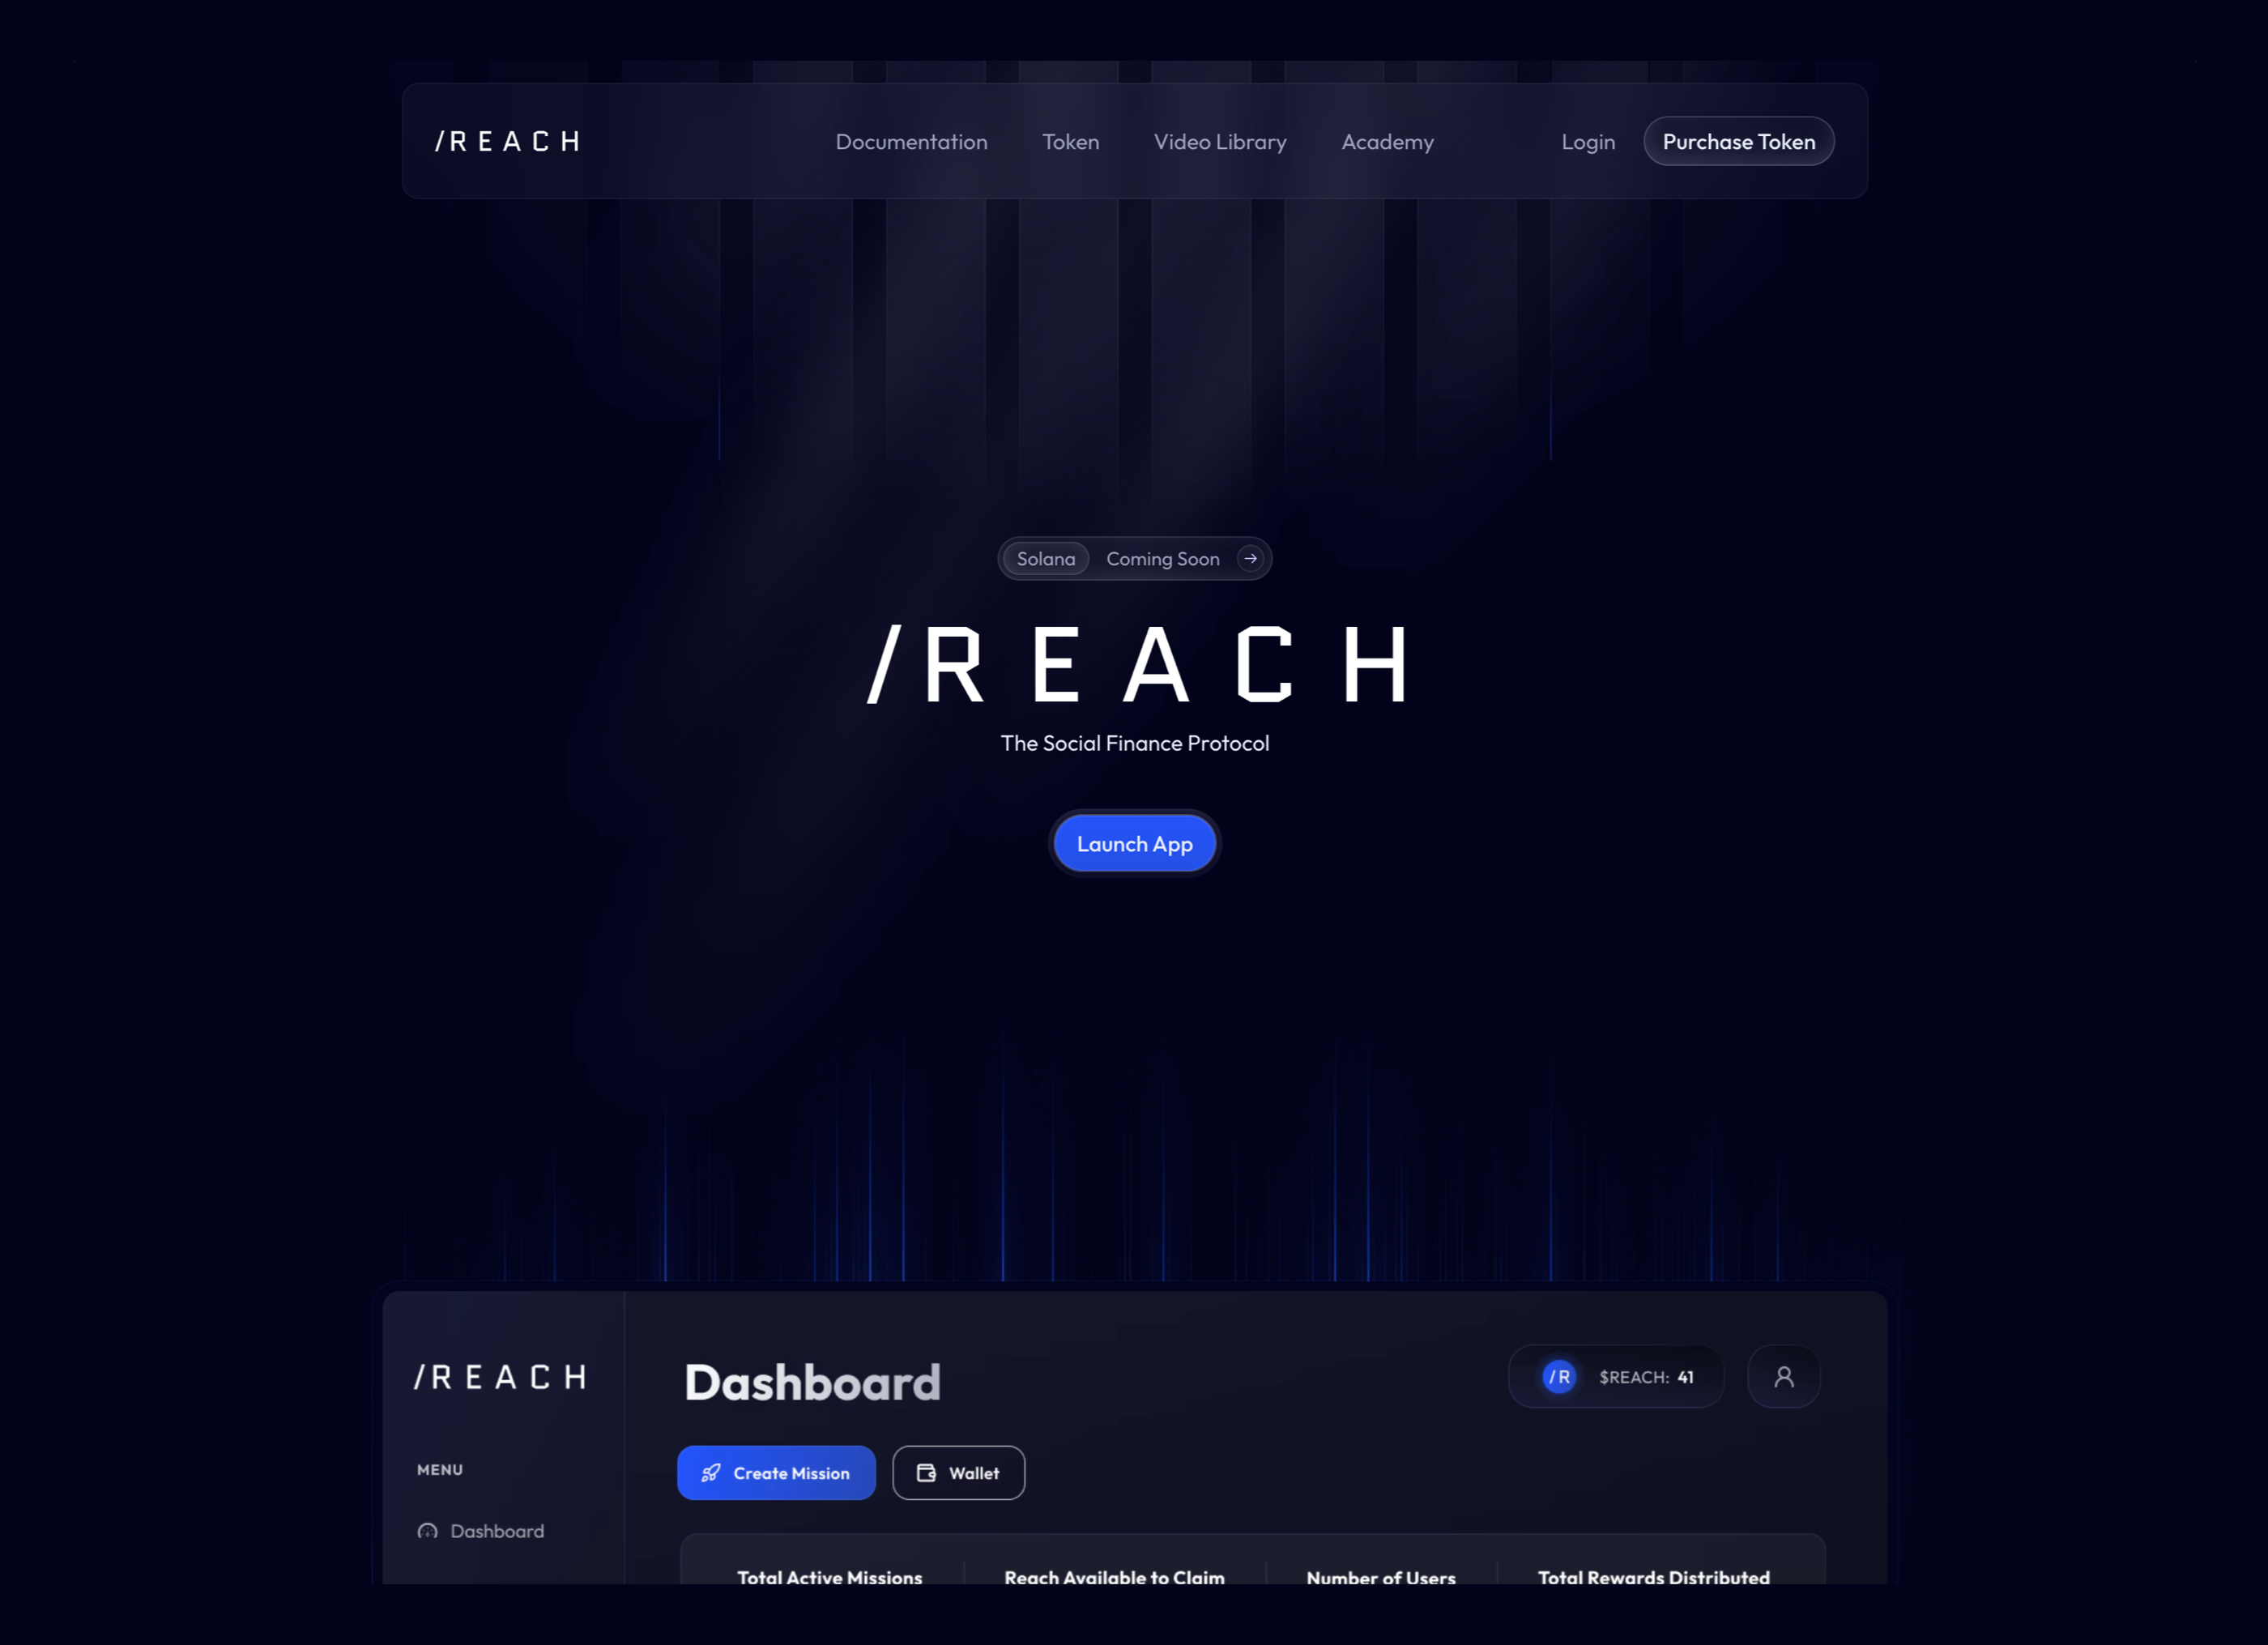 /REACH Documentation Token Video Library Academy Login Purchase Token
Solana Coming Soon
/REACH
The Social Finance Protocol
Launch App
/REACH
MENU
Dashboard
Dashboard
/R $REACH: 41
Create Mission Wallet
Total Active Missions Reach Available to Claim Number of Users Total Rewards Distributed